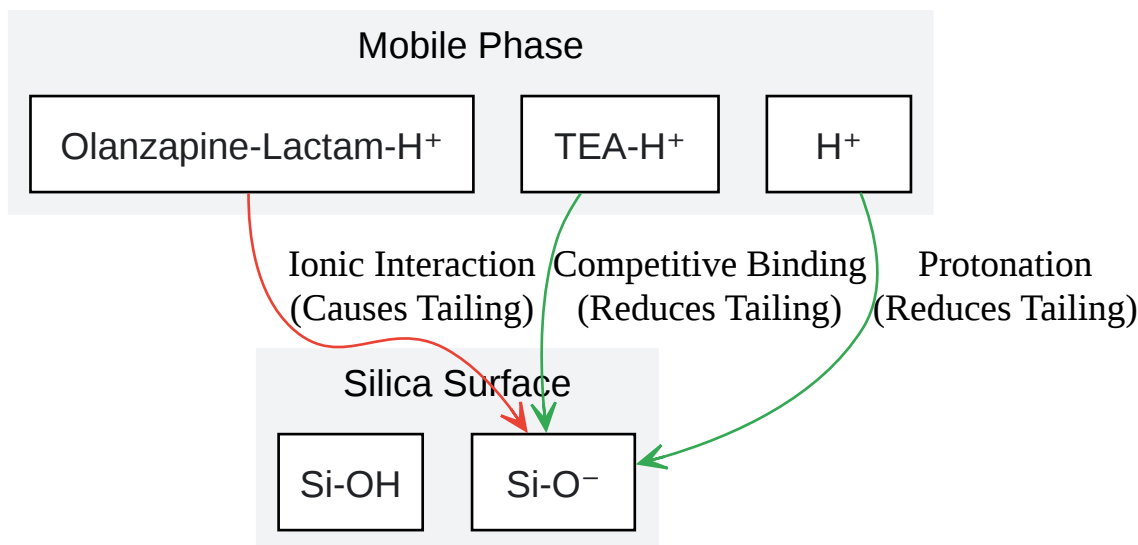 Mobile Phase
Olanzapine-Lactam-H⁺
TEA-H⁺
H⁺
Ionic Interaction
(Causes Tailing)
Competitive Binding
(Reduces Tailing)
Protonation
(Reduces Tailing)
Silica Surface
Si-OH
Si-O⁻